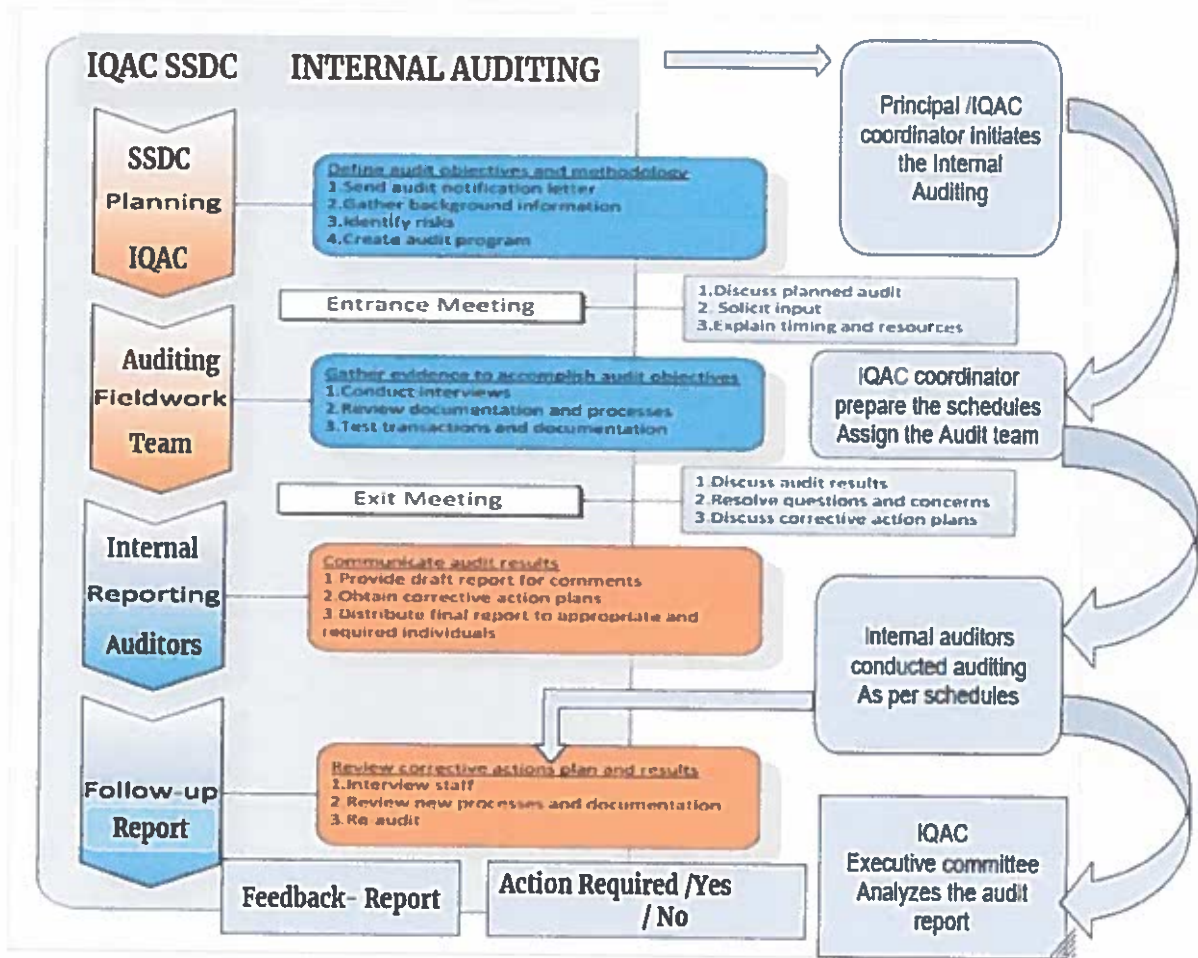 IQAC SSDC
INTERNAL AUDITING
Principal /IQAC
coordinator initiates
the Internal
Auditing
SSDC
Planning
IQAC
Define audit objectives and methodology
1.Send audit notification letter
2.Gather background information
3.Identify risks
4.Create audit program
Entrance Meeting
1.Discuss planned audit
2. Solicit input
3.Explain timing and resources
Auditing
Fieldwork
Team
Gather evidence to accomplish audit objectives
1.Conduct interviews
2.Review documentation and processes
3.Test transactions and documentation
IQAC coordinator
prepare the schedules
Assign the Audit team
Exit Meeting
1.Discuss audit results
2.Resolve questions and concerns
3.Discuss corrective action plans
Internal
Reporting
Auditors
Communicate audit results
1 Provide draft report for comments
2.Obtain corrective action plans
3.Distribute final report to appropriate and
required individuals
Internal auditors
conducted auditing
As per schedules
Follow-up
Report
Review corrective actions plan and results
1.Interview staff
2.Review new processes and documentation
3.Re audit
IQAC
Executive committee
Analyzes the audit
report
Feedback- Report
Action Required /Yes
/ No